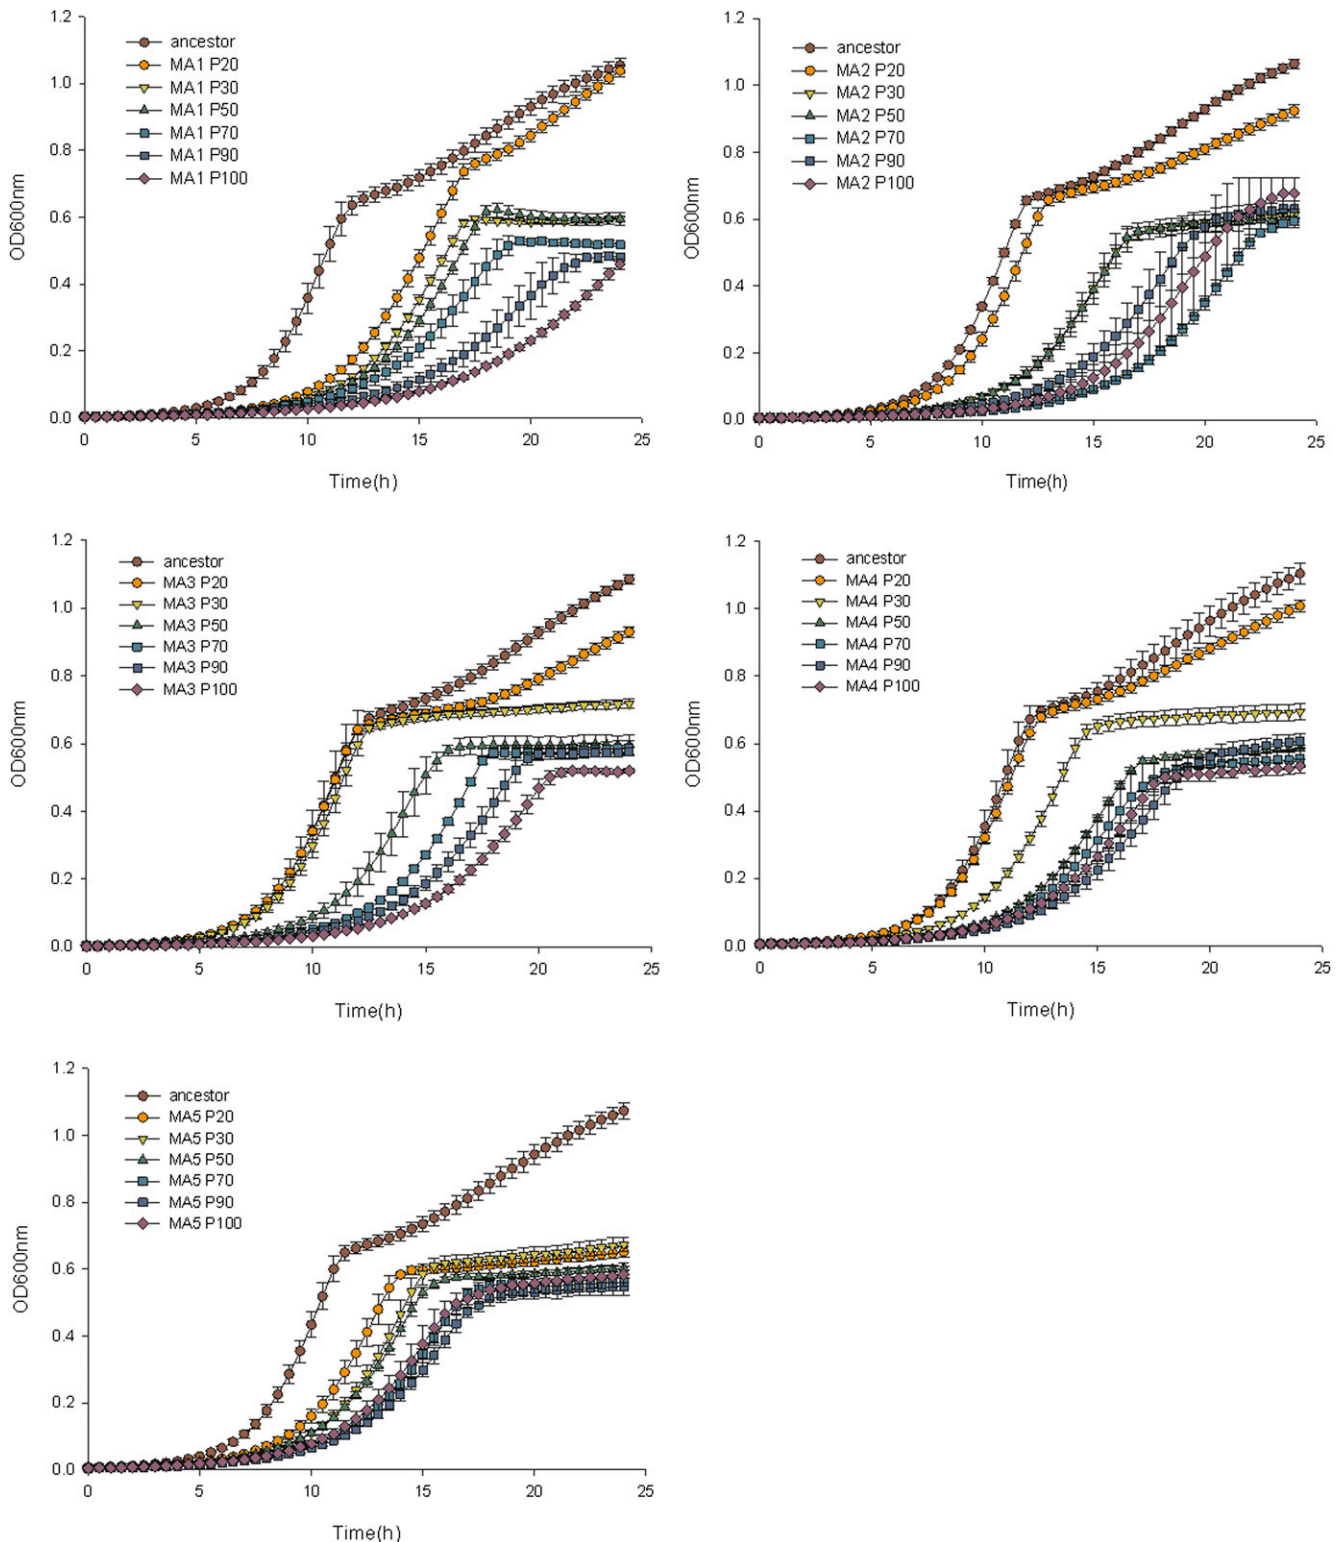 1.2
1.0
0.8
0.6
0.4
0.2
0.0
OD600nm
ancestor
MA1 P20
MA1 P30
MA1 P50
MA1 P70
MA1 P90
MA1 P100
0 5 10 15 20 25
Time(h)
1.2
1.0
0.8
0.6
0.4
0.2
0.0
OD600nm
ancestor
MA2 P20
MA2 P30
MA2 P50
MA2 P70
MA2 P90
MA2 P100
0 5 10 15 20 25
Time(h)
1.2
1.0
0.8
0.6
0.4
0.2
0.0
OD600nm
ancestor
MA3 P20
MA3 P30
MA3 P50
MA3 P70
MA3 P90
MA3 P100
0 5 10 15 20 25
Time(h)
1.2
1.0
0.8
0.6
0.4
0.2
0.0
OD600nm
ancestor
MA4 P20
MA4 P30
MA4 P50
MA4 P70
MA4 P90
MA4 P100
0 5 10 15 20 25
Time(h)
1.2
1.0
0.8
0.6
0.4
0.2
0.0
OD600nm
ancestor
MA5 P20
MA5 P30
MA5 P50
MA5 P70
MA5 P90
MA5 P100
0 5 10 15 20 25
Time(h)